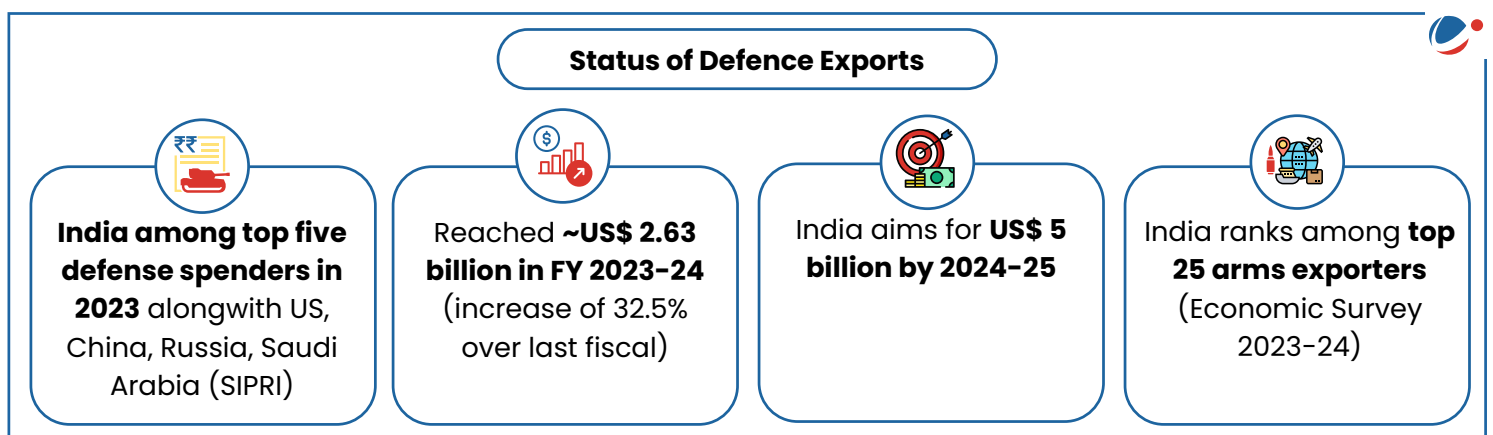 Status of Defence Exports
₹₹
India among top five
defense spenders in
2023 alongwith US,
China, Russia, Saudi
Arabia (SIPRI)
$
Reached ~US$ 2.63
billion in FY 2023-24
(increase of 32.5%
over last fiscal)
India aims for US$ 5
billion by 2024-25
India ranks among top
25 arms exporters
(Economic Survey
2023-24)